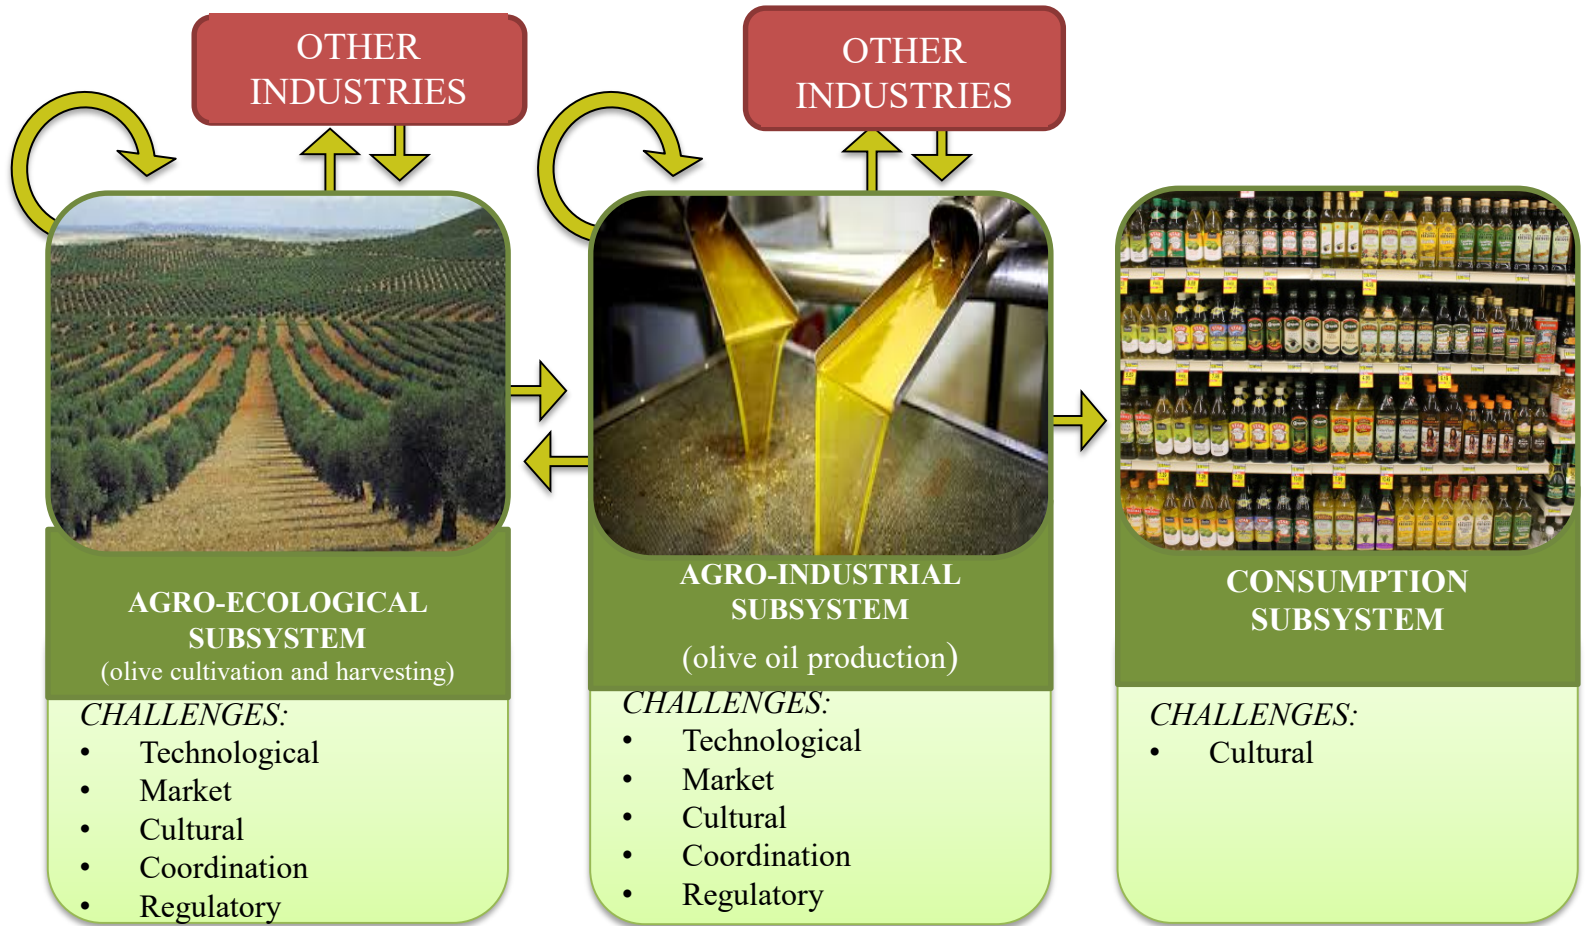 OTHER
INDUSTRIES
OTHER
INDUSTRIES
AGRO-ECOLOGICAL
SUBSYSTEM
(olive cultivation and harvesting)
CHALLENGES:
• Technological
• Market
• Cultural
• Coordination
• Regulatory
AGRO-INDUSTRIAL
SUBSYSTEM
(olive oil production)
CHALLENGES:
• Technological
• Market
• Cultural
• Coordination
• Regulatory
CONSUMPTION
SUBSYSTEM
CHALLENGES:
• Cultural